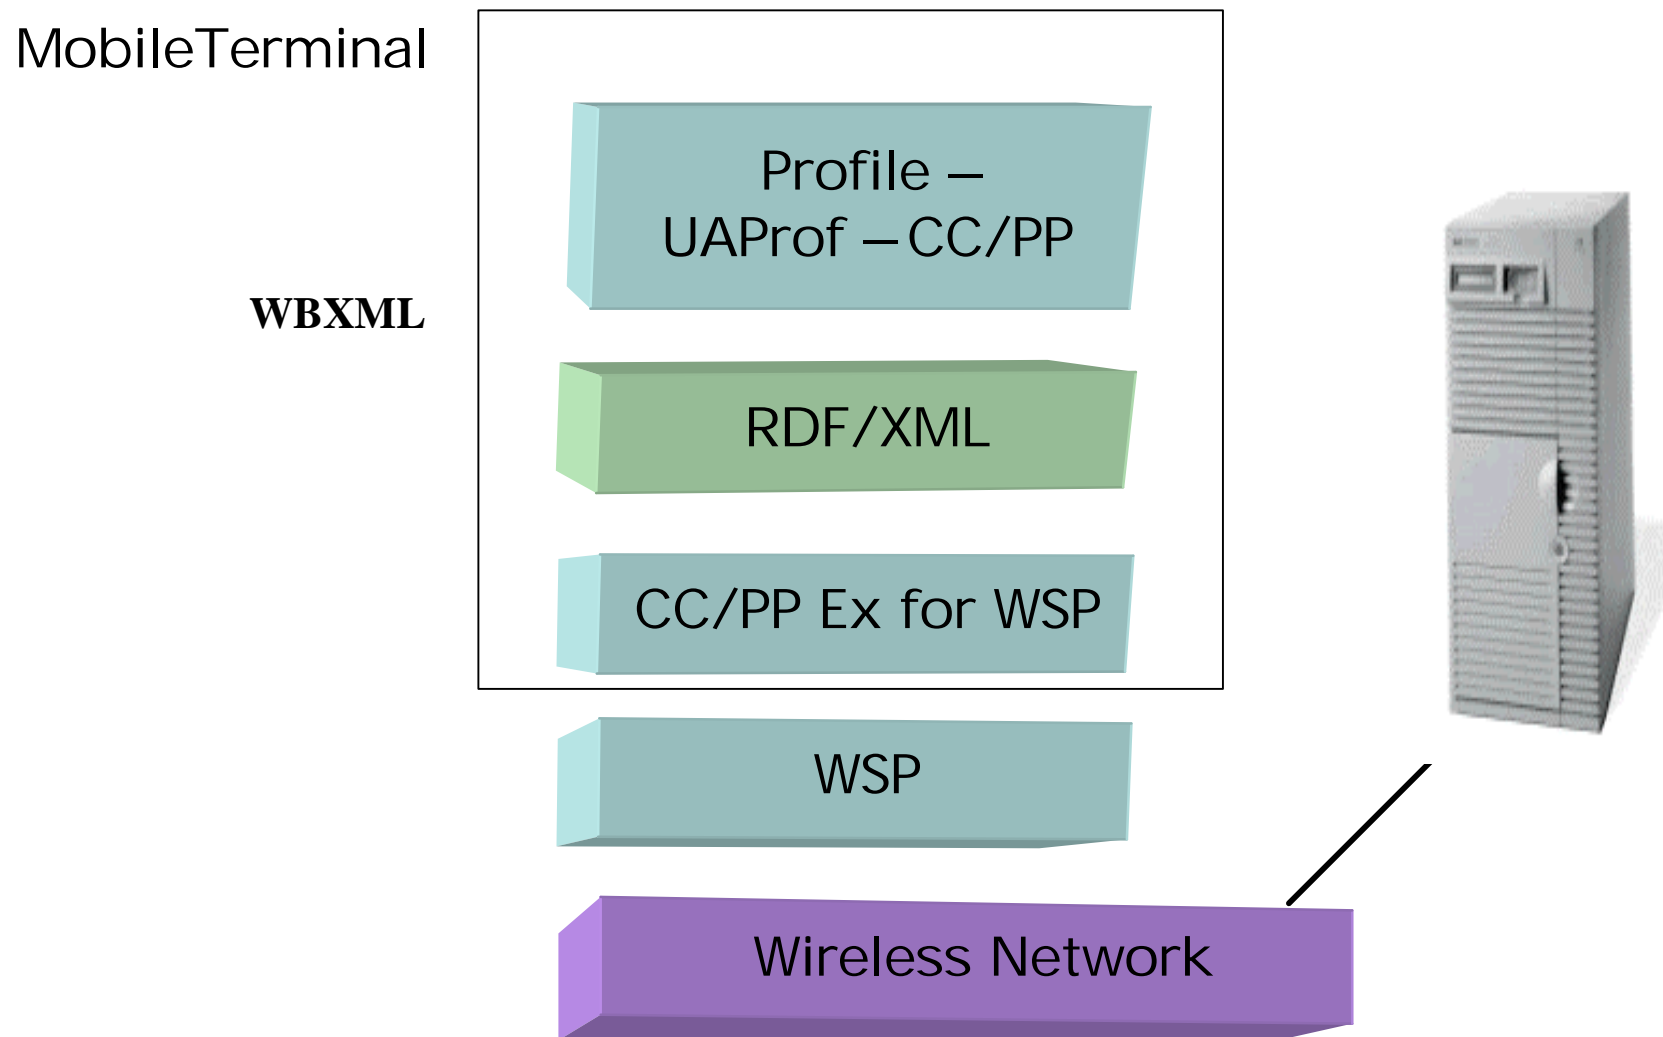 MobileTerminal
Profile –
UAProf – CC/PP
WBXML
RDF/XML
CC/PP Ex for WSP
WSP
Wireless Network